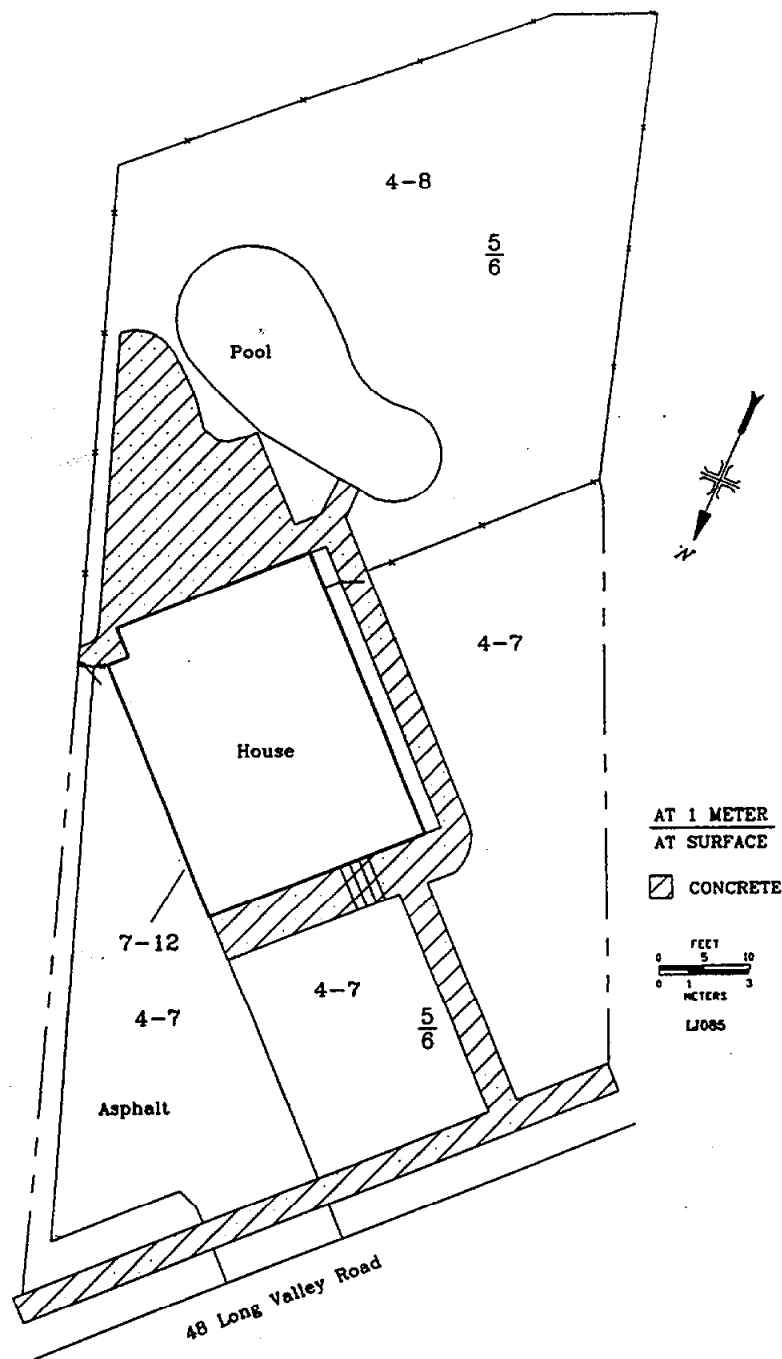 4-8
5
6
Pool
N
4-7
House
AT 1 METER
AT SURFACE
CONCRETE
7-12
FEET
0 5 10
0 1 3
METERS
LJ085
4-7
5
6
4-7
Asphalt
48 Long Valley Road